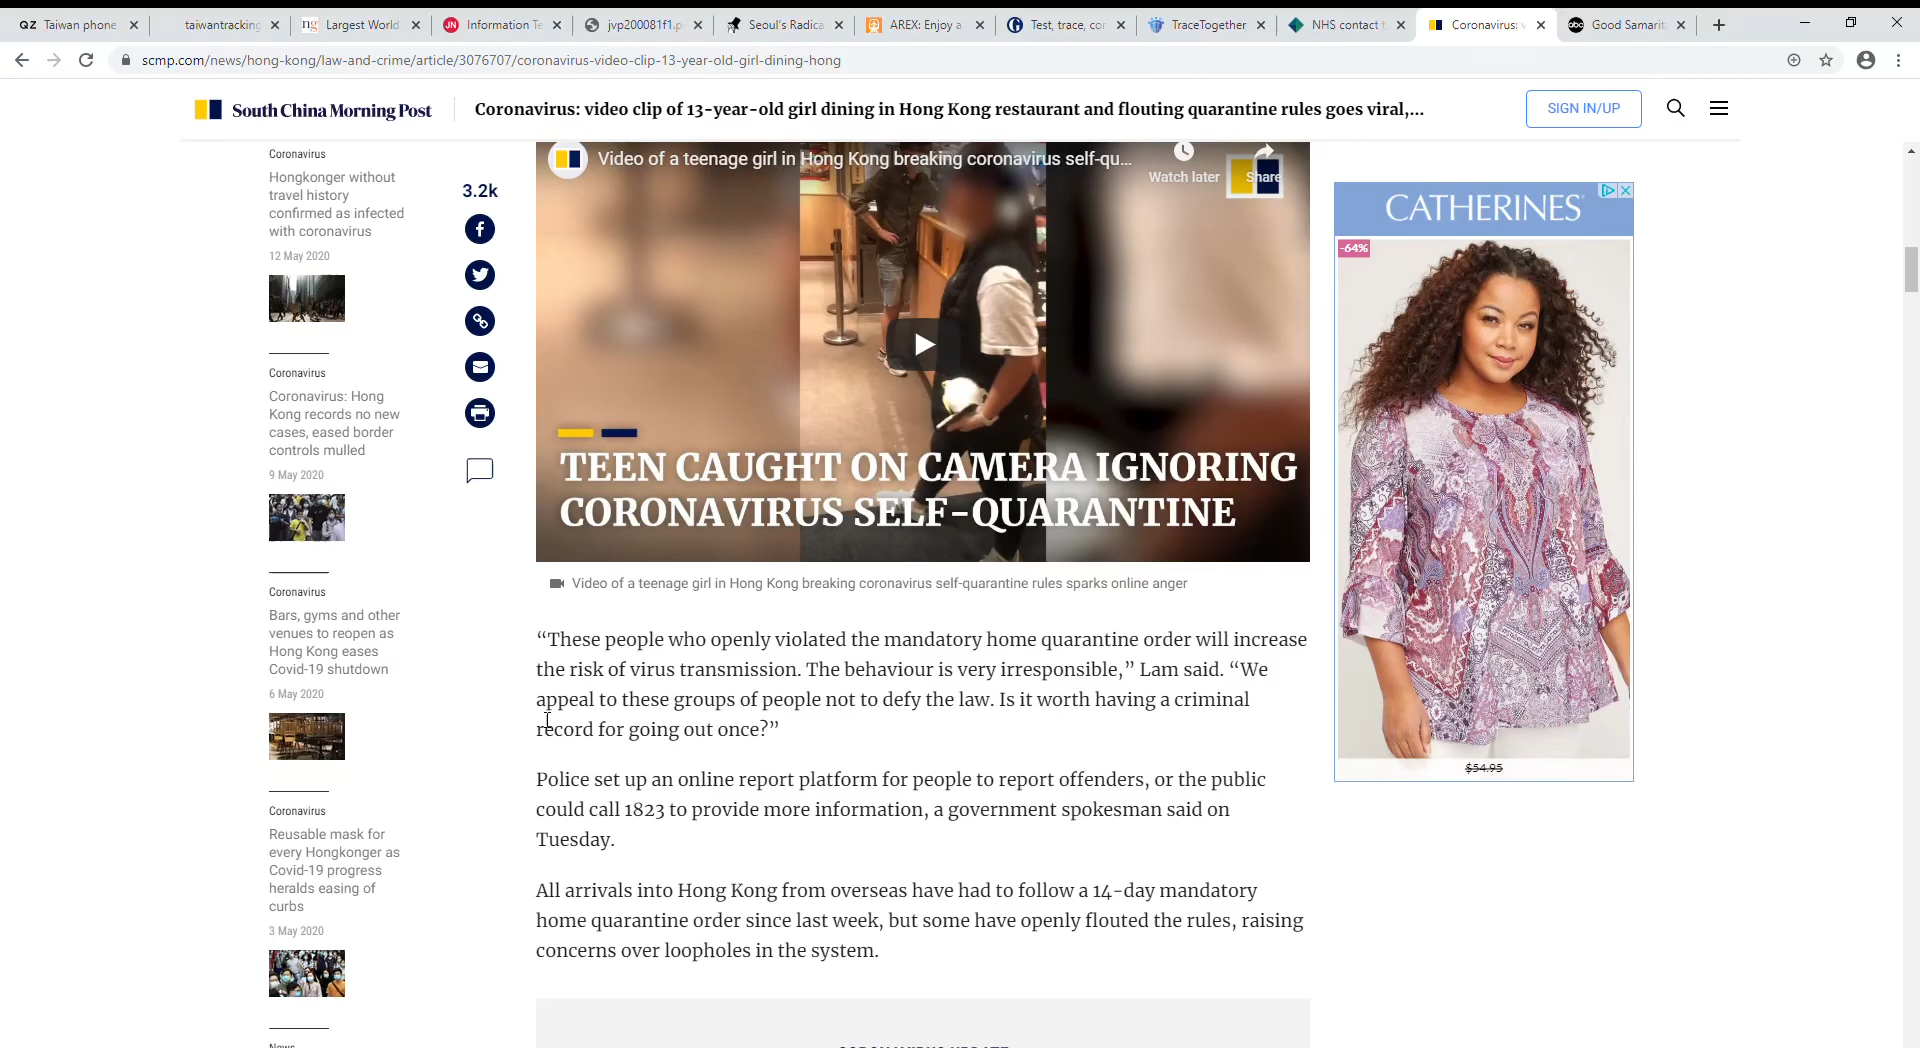 QZ Taiwan phone
taiwantracking
ng Largest World
JN Information Te
jvp200081f1.p
Seoul's Radica
AREX: Enjoy a
Test, trace, cor
TraceTogether
NHS contact t
Coronavirus: v
abc Good Samarit
scmp.com/news/hong-kong/law-and-crime/article/3076707/coronavirus-video-clip-13-year-old-girl-dining-hong
South China Morning Post
Coronavirus: video clip of 13-year-old girl dining in Hong Kong restaurant and flouting quarantine rules goes viral,...
SIGN IN/UP
Coronavirus
Hongkonger without
travel history
confirmed as infected
with coronavirus
12 May 2020
Coronavirus
Coronavirus: Hong
Kong records no new
cases, eased border
controls mulled
9 May 2020
Coronavirus
Bars, gyms and other
venues to reopen as
Hong Kong eases
Covid-19 shutdown
6 May 2020
Coronavirus
Reusable mask for
every Hongkonger as
Covid-19 progress
heralds easing of
curbs
3 May 2020
News
3.2k
Video of a teenage girl in Hong Kong breaking coronavirus self-qu...
Watch later
Share
TEEN CAUGHT ON CAMERA IGNORING
CORONAVIRUS SELF-QUARANTINE
Video of a teenage girl in Hong Kong breaking coronavirus self-quarantine rules sparks online anger
“These people who openly violated the mandatory home quarantine order will increase
the risk of virus transmission. The behaviour is very irresponsible,” Lam said. “We
appeal to these groups of people not to defy the law. Is it worth having a criminal
record for going out once?”
Police set up an online report platform for people to report offenders, or the public
could call 1823 to provide more information, a government spokesman said on
Tuesday.
All arrivals into Hong Kong from overseas have had to follow a 14-day mandatory
home quarantine order since last week, but some have openly flouted the rules, raising
concerns over loopholes in the system.
CORONAVIRUS UPDATE
CATHERINES
-64%
$54.95